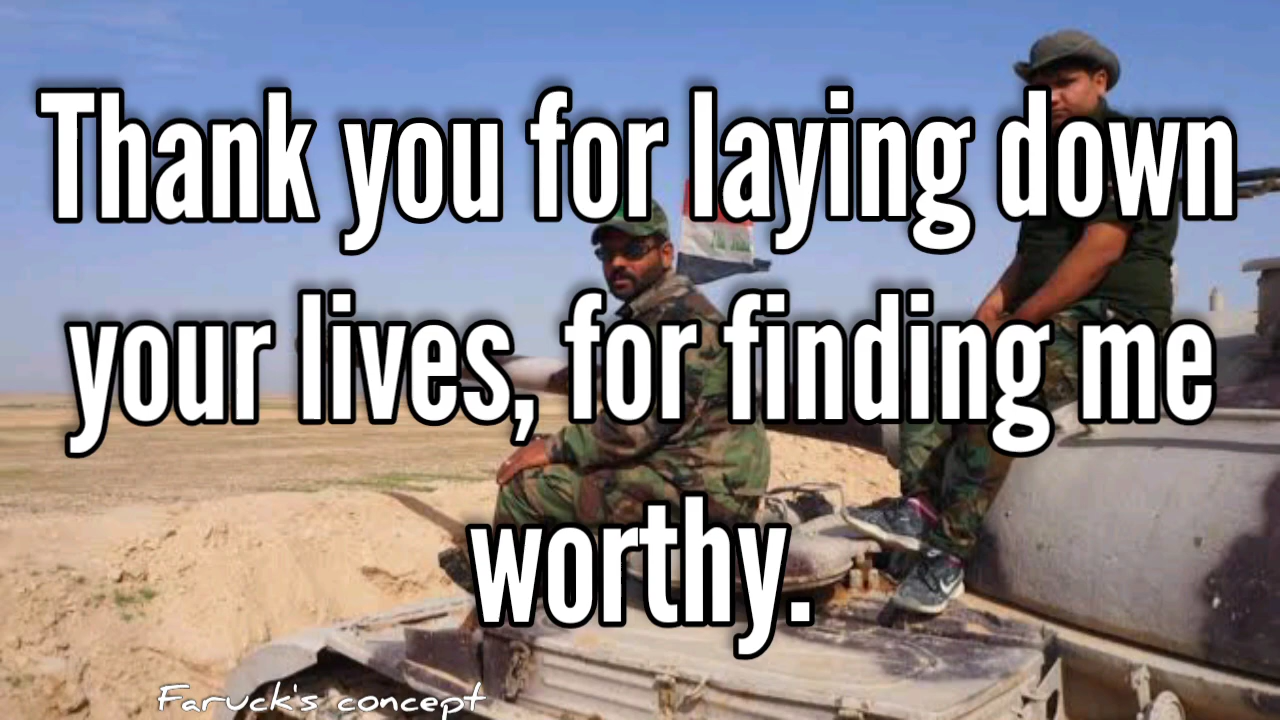 Thank you for laying down
your lives, for finding me
worthy.
Faruck's concept